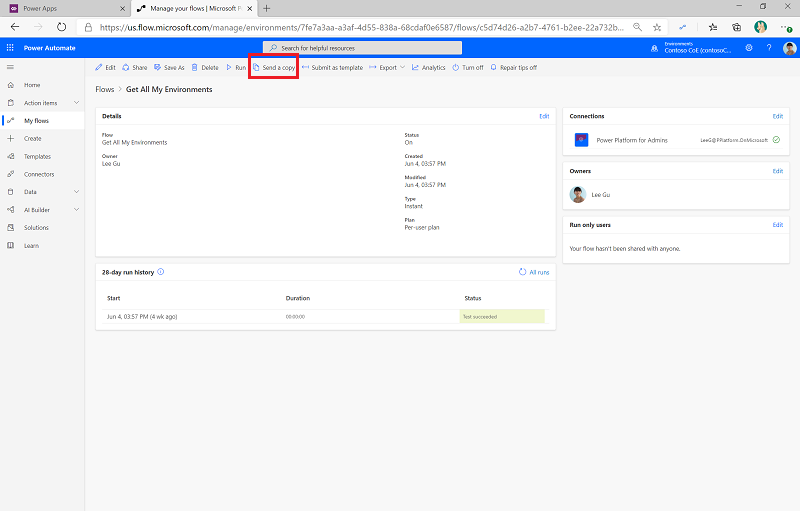 Power Apps
Manage your flows | Microsoft P
https://us.flow.microsoft.com/manage/environments/7fe7a3aa-a3af-4d55-838a-68cdaf0e6587/flows/c5d74d26-a2b7-4761-b2ee-22a732b...
Power Automate
Search for helpful resources
Environments
Contoso CoE (contosoC...
Edit Share Save As Delete Run Send a copy Submit as template Export Analytics Turn off Repair tips off
Home
Action items
My flows
Create
Templates
Connectors
Data
AI Builder
Solutions
Learn
Flows > Get All My Environments
Details
Edit
Flow
Get All My Environments
Owner
Lee Gu
Status
On
Created
Jun 4, 03:57 PM
Modified
Jun 4, 03:57 PM
Type
Instant
Plan
Per-user plan
28-day run history
All runs
Start Duration Status
Jun 4, 03:57 PM (4 wk ago) 00:00:00 Test succeeded
Connections
Edit
Power Platform for Admins
LeeG@PPlatform.OnMicrosoft
Owners
Edit
Lee Gu
Run only users
Edit
Your flow hasn't been shared with anyone.